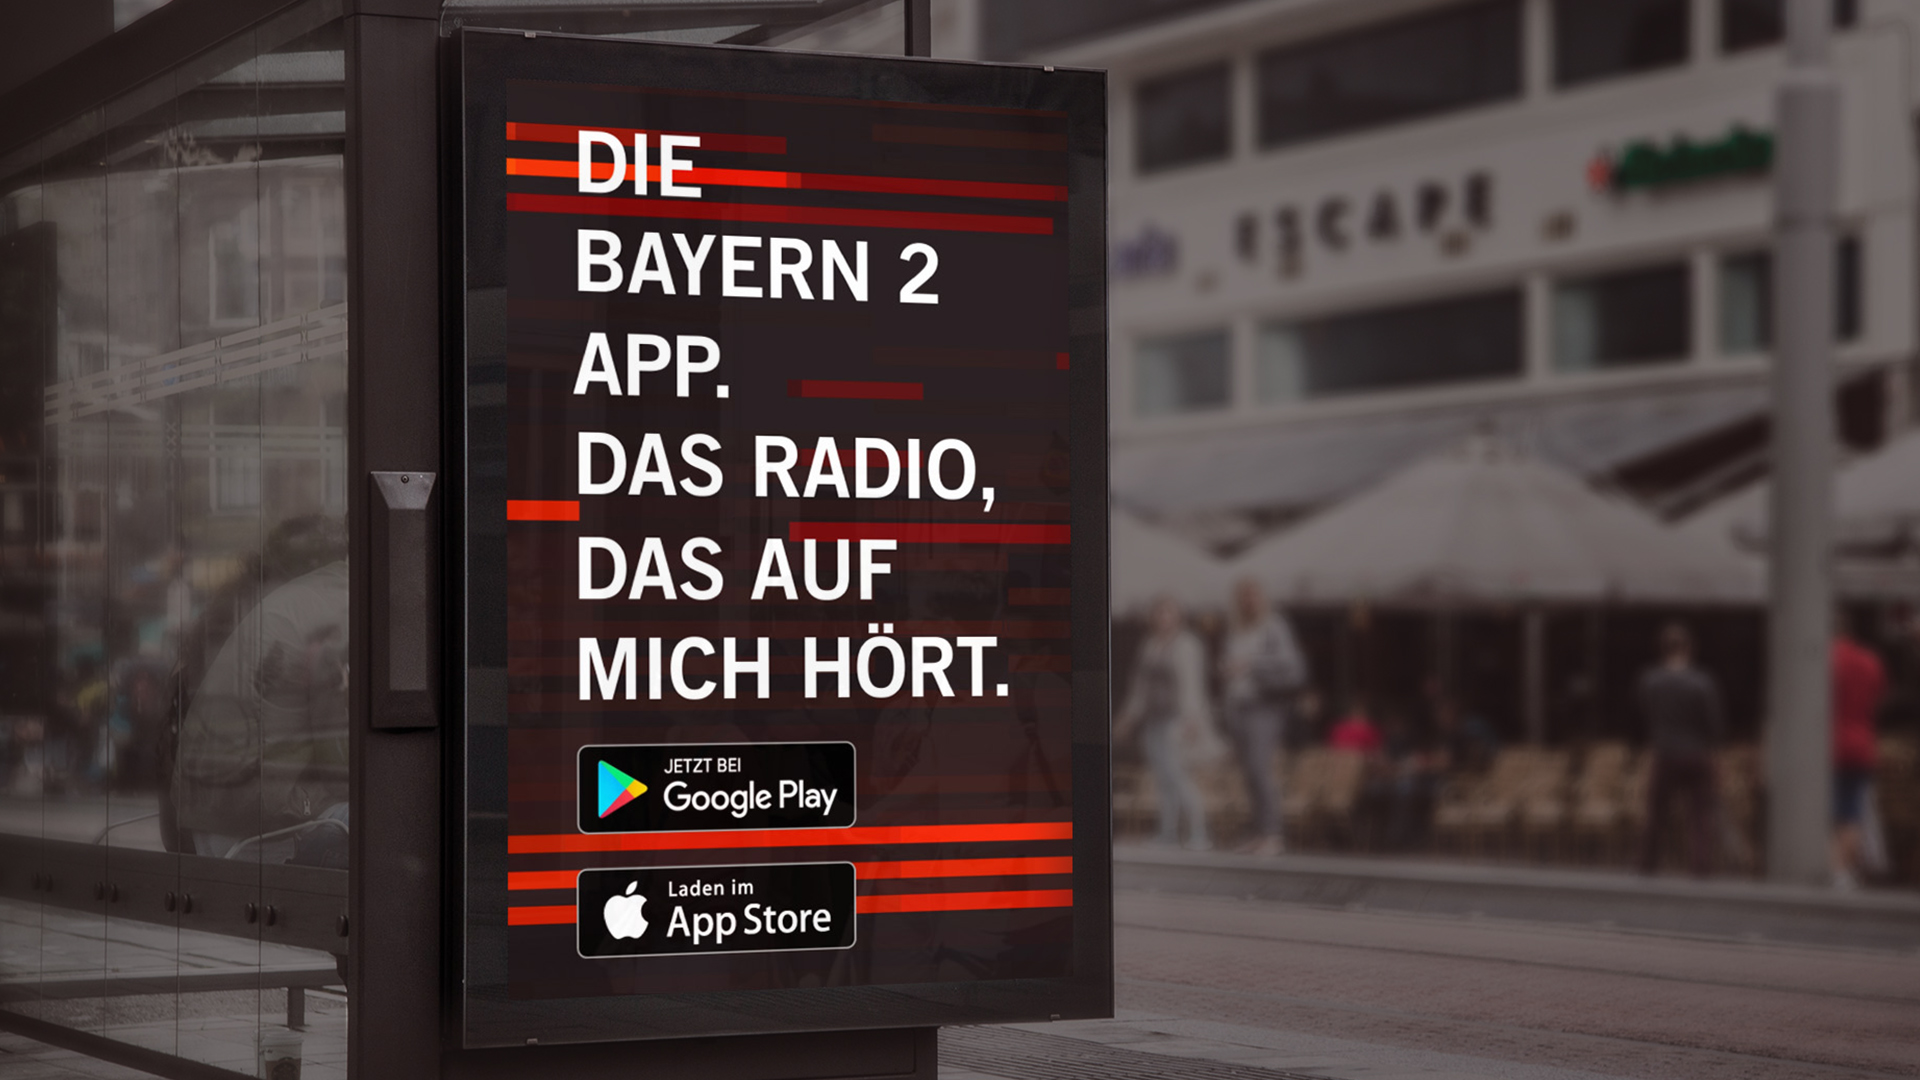 DIE
BAYERN 2
APP.
DAS RADIO,
DAS AUF
MICH HÖRT.
JETZT BEI
Google Play
Laden im
App Store
ESCAPE
Heineken